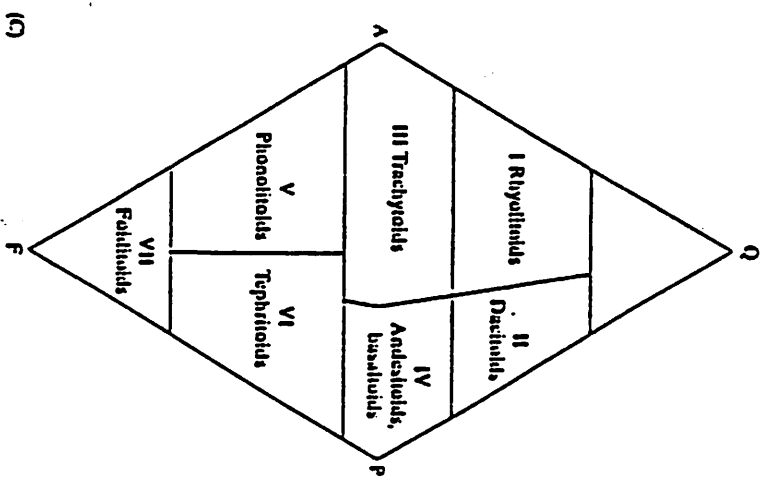 (C)
Q
I Rhyolitoids
II
Dacitoids
A
III Trachytoids
IV
Andesitoids,
basaltoids
P
V
Phonolitoids
VI
Tephritoids
VII
Foiditoids
F